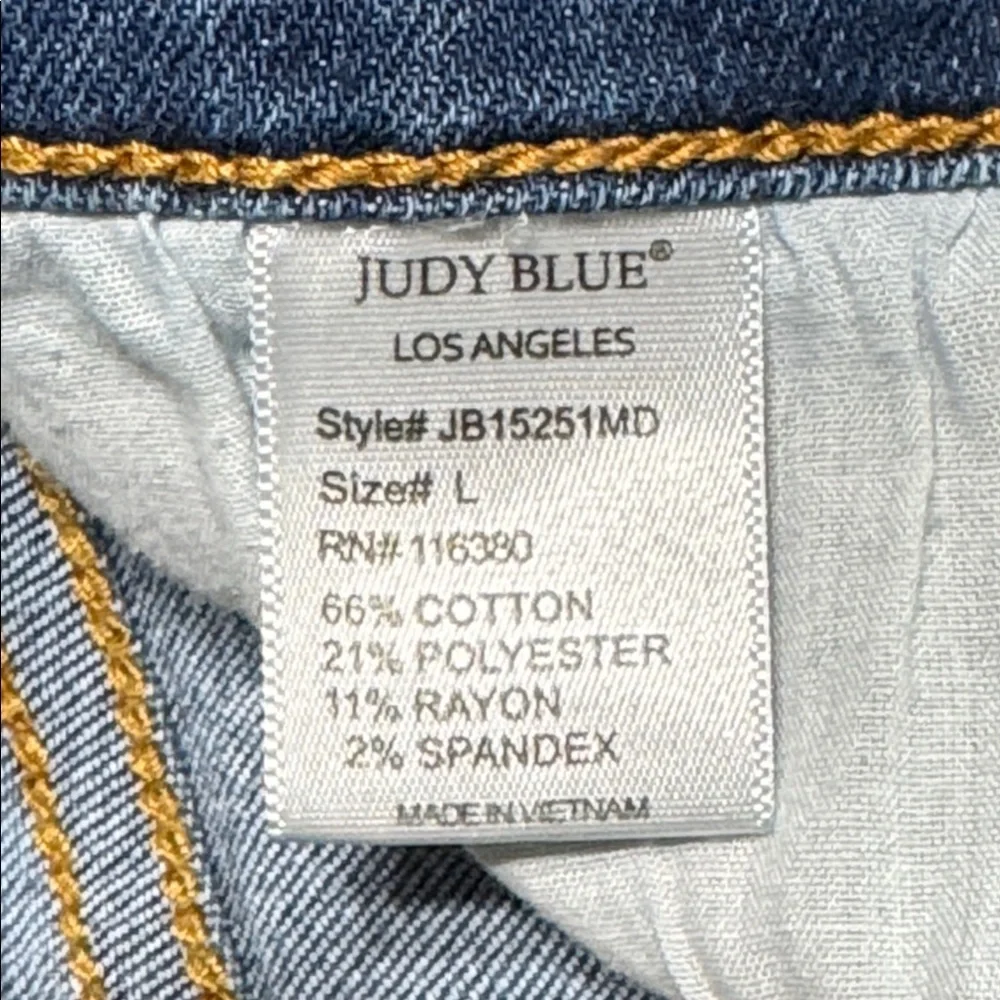 JUDY BLUE®
LOS ANGELES
Style# JB15251MD
Size# L
RN# 116380
66% COTTON
21% POLYESTER
11% RAYON
2% SPANDEX
MADE IN VIETNAM